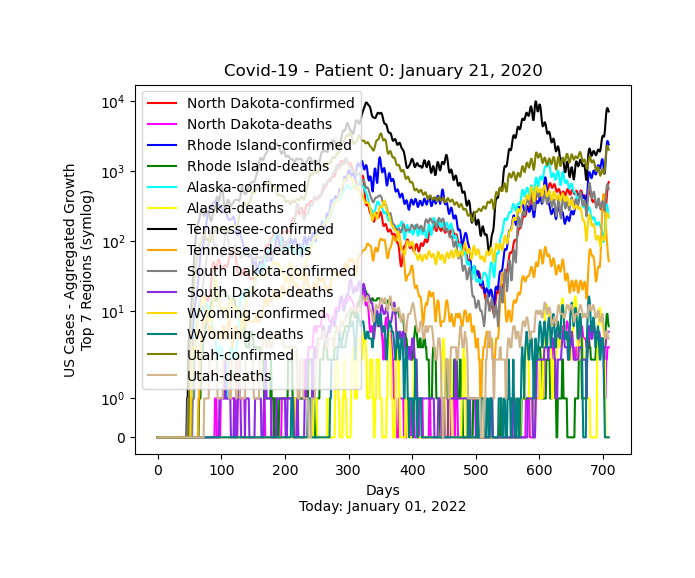 Covid-19 - Patient 0: January 21, 2020
US Cases - Aggregated Growth
Top 7 Regions (symlog)
10^4
10^3
10^2
10^1
10^0
0
North Dakota-confirmed
North Dakota-deaths
Rhode Island-confirmed
Rhode Island-deaths
Alaska-confirmed
Alaska-deaths
Tennessee-confirmed
Tennessee-deaths
South Dakota-confirmed
South Dakota-deaths
Wyoming-confirmed
Wyoming-deaths
Utah-confirmed
Utah-deaths
0 100 200 300 400 500 600 700
Days
Today: January 01, 2022